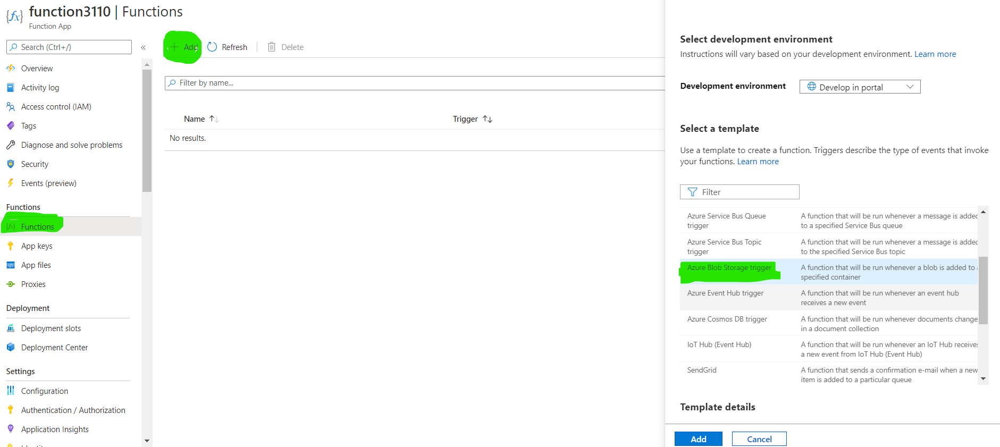 function3110 | Functions
Function App
Search (Ctrl+/)
«
Overview
Activity log
Access control (IAM)
Tags
Diagnose and solve problems
Security
Events (preview)
Functions
Functions
App keys
App files
Proxies
Deployment
Deployment slots
Deployment Center
Settings
Configuration
Authentication / Authorization
Application Insights
Add
Refresh
Delete
Filter by name...
Name
Trigger
No results.
Select development environment
Instructions will vary based on your development environment. Learn more
Development environment
Develop in portal
Select a template
Use a template to create a function. Triggers describe the type of events that invoke
your functions. Learn more
Filter
Azure Service Bus Queue
trigger
A function that will be run whenever a message is added
to a specified Service Bus queue
Azure Service Bus Topic
trigger
A function that will be run whenever a message is added
to the specified Service Bus topic
Azure Blob Storage trigger
A function that will be run whenever a blob is added to
specified container
Azure Event Hub trigger
A function that will be run whenever an event hub
receives a new event
Azure Cosmos DB trigger
A function that will be run whenever documents change
in a document collection
IoT Hub (Event Hub)
A function that will be run whenever an IoT Hub receives
a new event from IoT Hub (Event Hub)
SendGrid
A function that sends a confirmation e-mail when a new
item is added to a particular queue
Template details
Add
Cancel